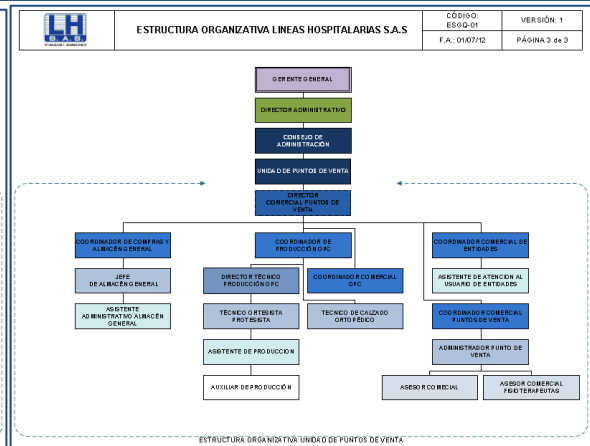 LH
S.A.S.
ESTRUCTURA ORGANIZATIVA LINEAS HOSPITALARIAS S.A.S
CÓDIGO:
ESGQ-01
VERSIÓN: 1
F.A.: 01/07/12
PÁGINA 3 de 3
GERENTE GENERAL
DIRECTOR ADMINISTRATIVO
CONSEJO DE
ADMINISTRACIÓN
UNIDAD DE PUNTOS DE VENTA
DIRECTOR
COMERCIAL PUNTOS DE
VENTA
COORDINADOR DE COMPRAS Y
ALMACÉN GENERAL
COORDINADOR DE
PRODUCCIÓN OPC
COORDINADOR COMERCIAL DE
ENTIDADES
JEFE
DE ALMACÉN GENERAL
DIRECTOR TÉCNICO
PRODUCCIÓN OPC
COORDINADOR COMERCIAL
OPC
ASISTENTE DE ATENCION AL
USUARIO DE ENTIDADES
ASISTENTE
ADMINISTRATIVO ALMACÉN
GENERAL
TÉCNICO ORTESISTA
PROTESISTA
TECNICO DE CALZADO
ORTOPÉDICO
COORDINADOR COMERCIAL
PUNTOS DE VENTA
ASISTENTE DE PRODUCCION
ADMINISTRADOR PUNTO DE
VENTA
AUXILIAR DE PRODUCCIÓN
ASESOR COMECIAL
ASESOR COMERCIAL
FISIOTERAPEUTAS
ESTRUCTURA ORGANIZATIVA UNIDAD DE PUNTOS DE VENTA